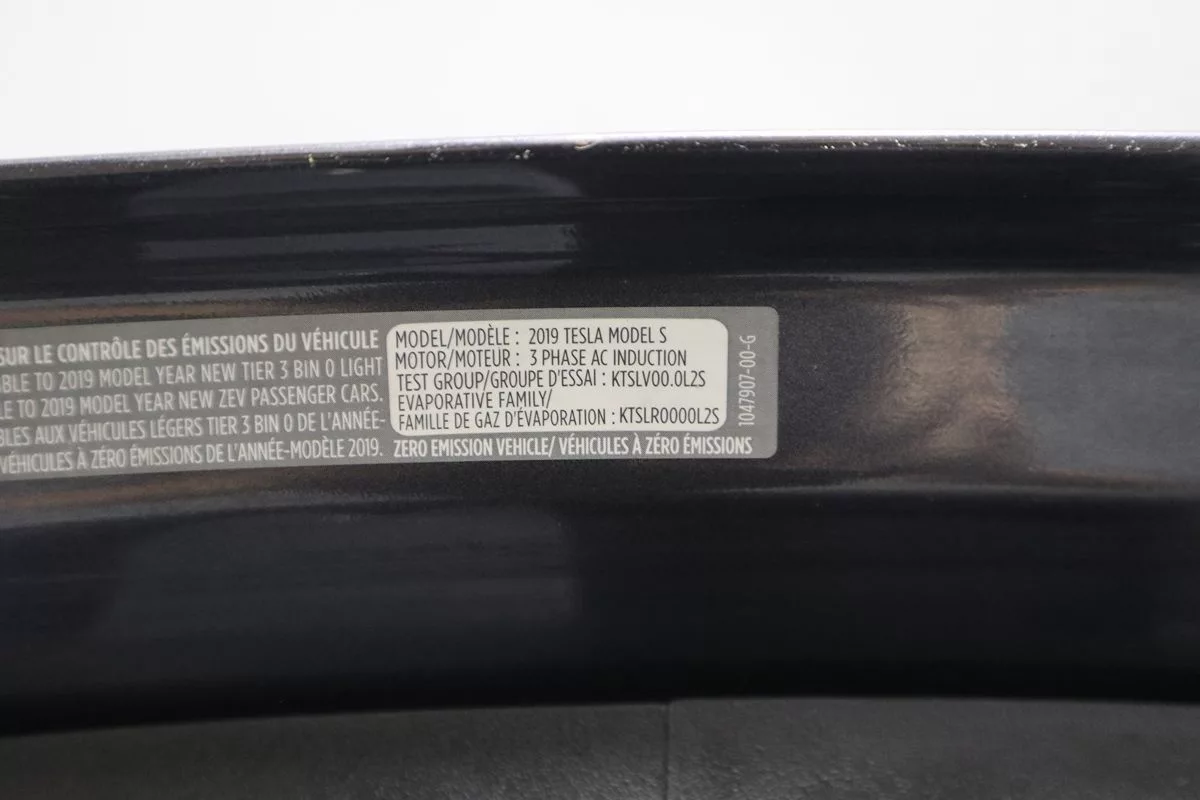 SUR LE CONTRÔLE DES ÉMISSIONS DU VÉHICULE
TO 2019 MODEL YEAR NEW TIER 3 BIN 0 LIGHT
TO 2019 MODEL YEAR NEW ZEV PASSENGER CARS.
AUX VÉHICULES LÉGERS TIER 3 BIN 0 DE L'ANNÉE-
VÉHICULES À ZÉRO ÉMISSIONS DE L'ANNÉE-MODÈLE 2019.
MODEL/MODÈLE : 2019 TESLA MODEL S
MOTOR/MOTEUR : 3 PHASE AC INDUCTION
TEST GROUP/GROUPE D'ESSAI : KTSLV00.0L2S
EVAPORATIVE FAMILY/
FAMILLE DE GAZ D'ÉVAPORATION : KTSLR0000L2S
ZERO EMISSION VEHICLE/ VÉHICULES À ZÉRO ÉMISSIONS
1047907-00-G